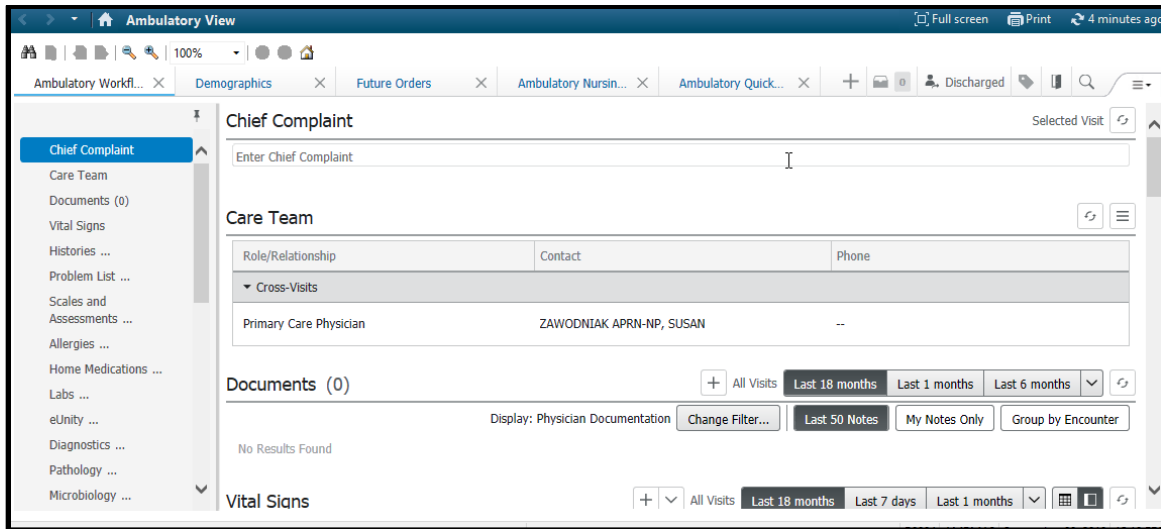 Ambulatory View Full screen Print 4 minutes ago
100%
Ambulatory Workfl... Demographics Future Orders Ambulatory Nursin... Ambulatory Quick... 0 Discharged
Chief Complaint
Care Team
Documents (0)
Vital Signs
Histories ...
Problem List ...
Scales and
Assessments ...
Allergies ...
Home Medications ...
Labs ...
eUnity ...
Diagnostics ...
Pathology ...
Microbiology ...
Chief Complaint Selected Visit
Enter Chief Complaint
Care Team
Role/Relationship Contact Phone
Cross-Visits
Primary Care Physician ZAWODNIAK APRN-NP, SUSAN --
Documents (0) All Visits Last 18 months Last 1 months Last 6 months
Display: Physician Documentation Change Filter... Last 50 Notes My Notes Only Group by Encounter
No Results Found
Vital Signs All Visits Last 18 months Last 7 days Last 1 months